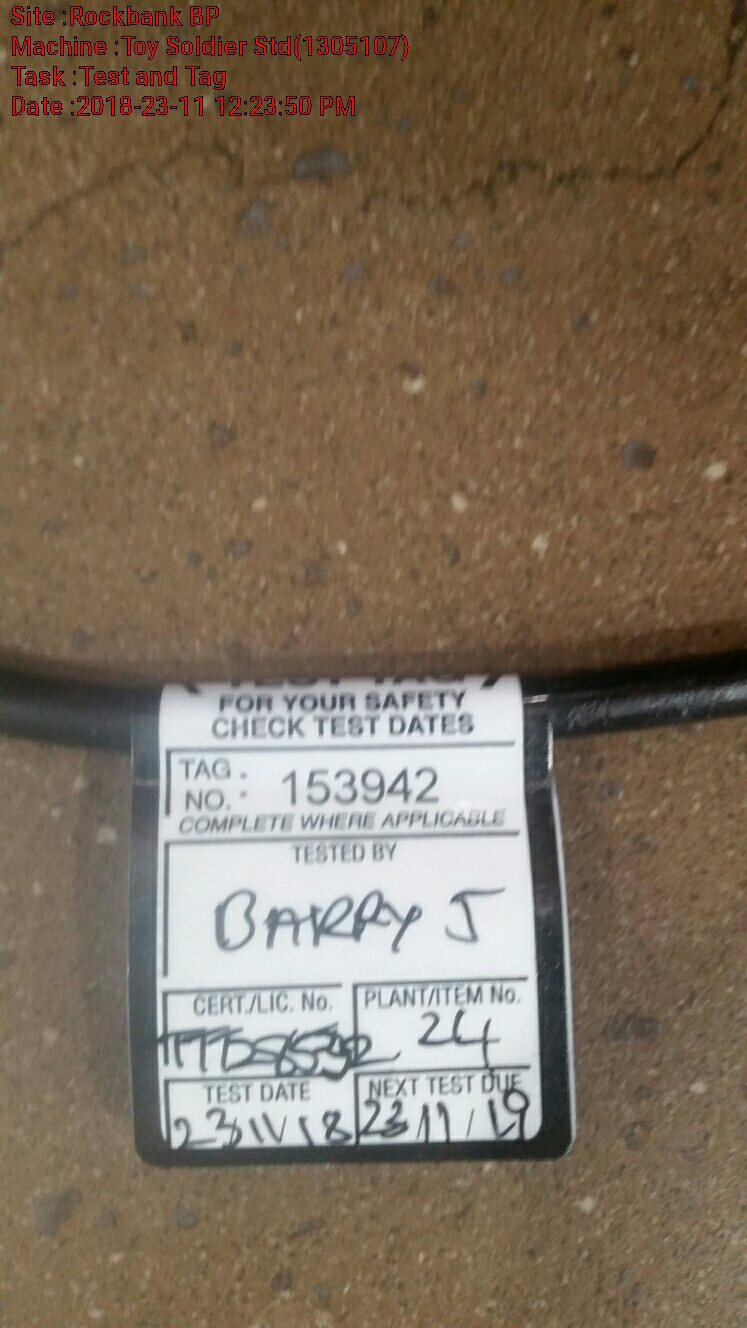 Site :Rockbank BP
Machine :Toy Soldier Std(1305107)
Task :Test and Tag
Date :2018-23-11 12:23:50 PM
TEST TAG
FOR YOUR SAFETY
CHECK TEST DATES
TAG
NO. : 153942
COMPLETE WHERE APPLICABLE
TESTED BY
BARRY J
CERT./LIC. No. PLANT/ITEM No.
24
TEST DATE NEXT TEST DUE
23/11/18 23/11/19